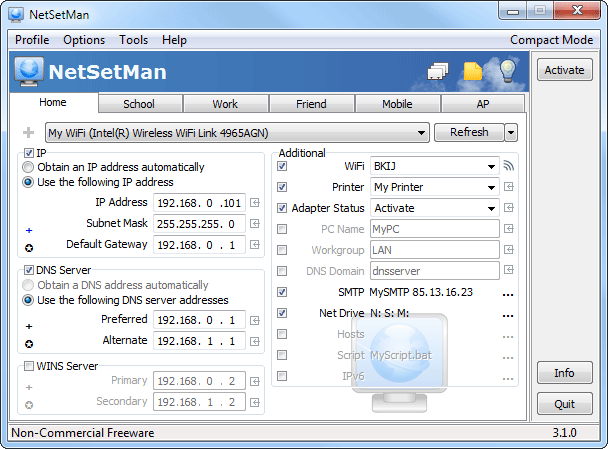 NetSetMan
Profile Options Tools Help Compact Mode
NetSetMan
Activate
Home School Work Friend Mobile AP
My WiFi (Intel(R) Wireless WiFi Link 4965AGN) Refresh
IP
Obtain an IP address automatically
Use the following IP address
IP Address 192.168. 0 .101
Subnet Mask 255.255.255. 0
Default Gateway 192.168. 0 . 1
DNS Server
Obtain a DNS address automatically
Use the following DNS server addresses
Preferred 192.168. 0 . 1
Alternate 192.168. 1 . 1
WINS Server
Primary 192.168. 0 . 2
Secondary 192.168. 1 . 2
Additional
WiFi BKIJ
Printer My Printer
Adapter Status Activate
PC Name MyPC
Workgroup LAN
DNS Domain dnsserver
SMTP MySMTP 85.13.16.23 ...
Net Drive N: S: M: ...
Hosts ...
Script MyScript.bat ...
IPv6 ...
Info
Quit
Non-Commercial Freeware 3.1.0